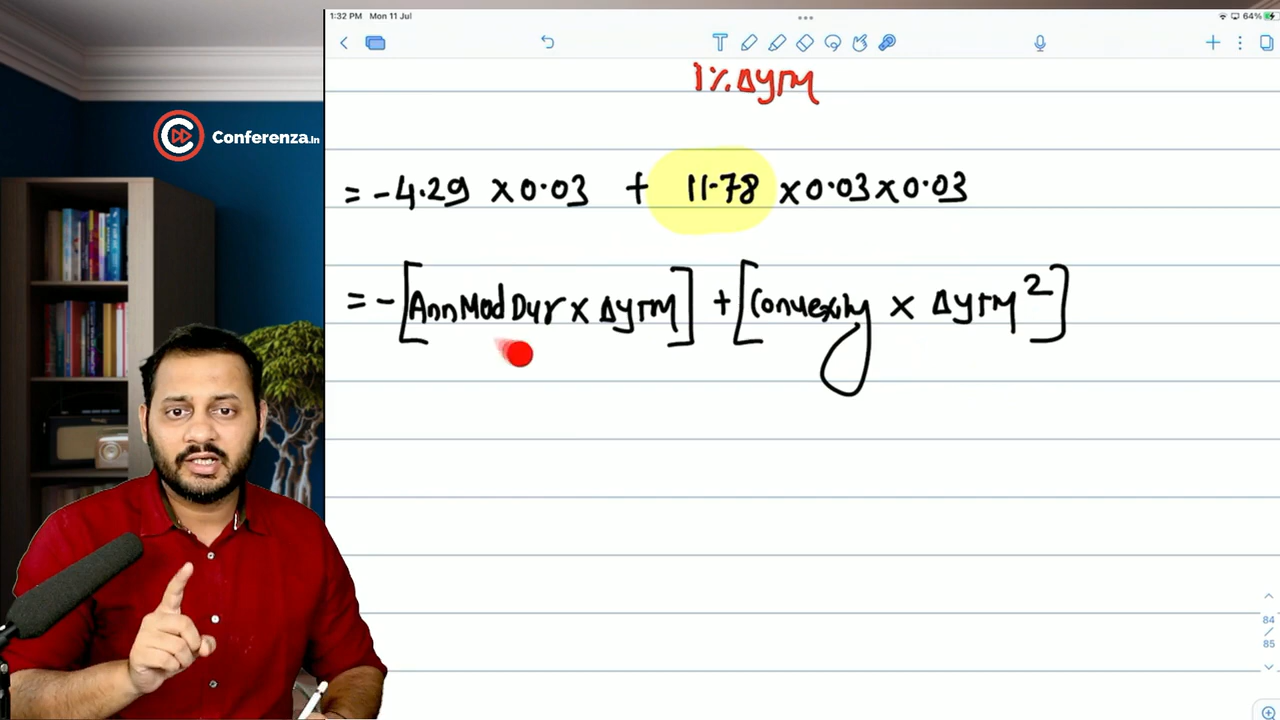 1:32 PM Mon 11 Jul
64%
Conferenza.in
1% ΔYTM
= -4.29 x 0.03 + 11.78 x 0.03 x 0.03
= -[AnnModDur x ΔYTM] + [Convexity x ΔYTM²]
84
/
85